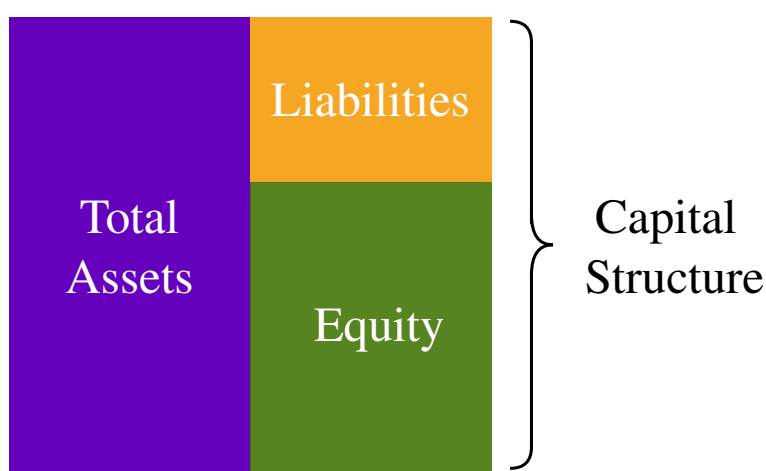 Total
Assets
Liabilities
Equity
Capital
Structure